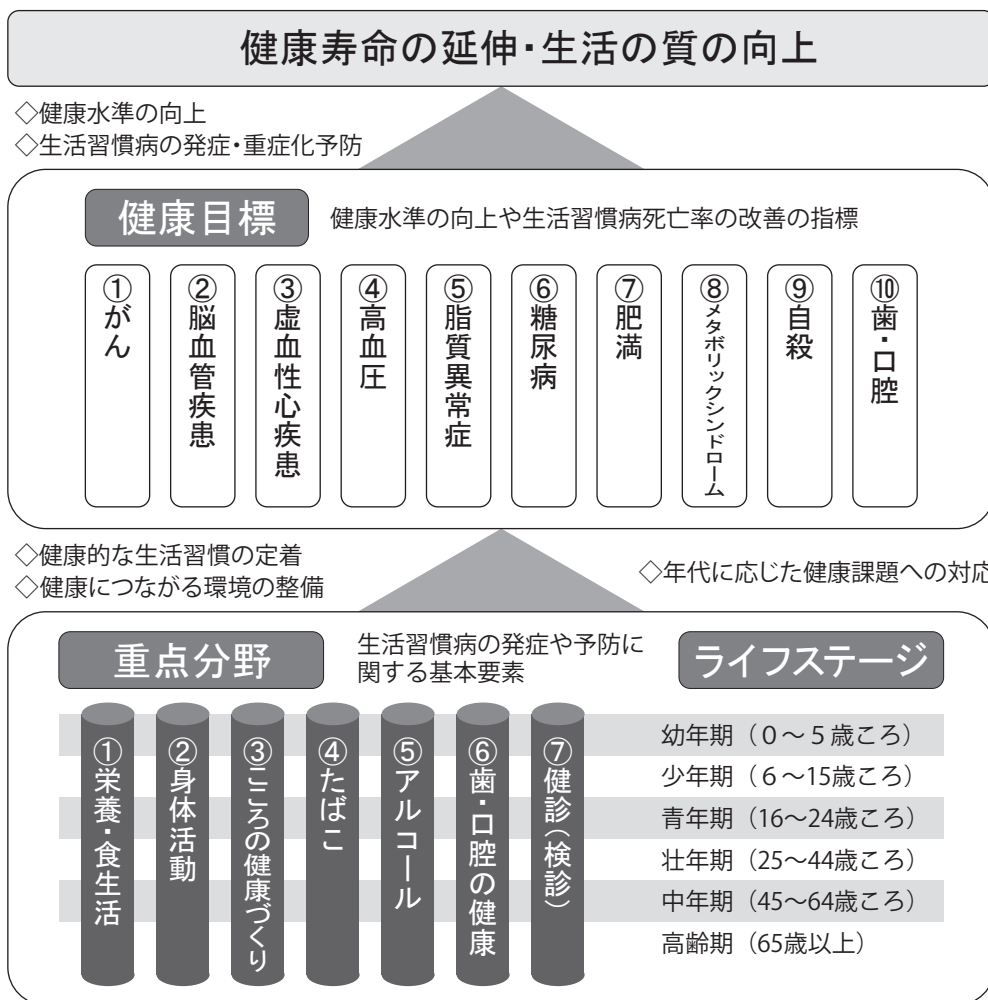 健康寿命の延伸・生活の質の向上
◇健康水準の向上
◇生活習慣病の発症・重症化予防
健康目標
健康水準の向上や生活習慣病死亡率の改善の指標
①がん
②脳血管疾患
③虚血性心疾患
④高血圧
⑤脂質異常症
⑥糖尿病
⑦肥満
⑧メタボリックシンドローム
⑨自殺
⑩歯・口腔
◇健康的な生活習慣の定着
◇健康につながる環境の整備
◇年代に応じた健康課題への対応
重点分野
生活習慣病の発症や予防に
関する基本要素
ライフステージ
①栄養・食生活
②身体活動
③こころの健康づくり
④たばこ
⑤アルコール
⑥歯・口腔の健康
⑦健診(検診)
幼年期（０～５歳ころ）
少年期（６～15歳ころ）
青年期（16～24歳ころ）
壮年期（25～44歳ころ）
中年期（45～64歳ころ）
高齢期（65歳以上）